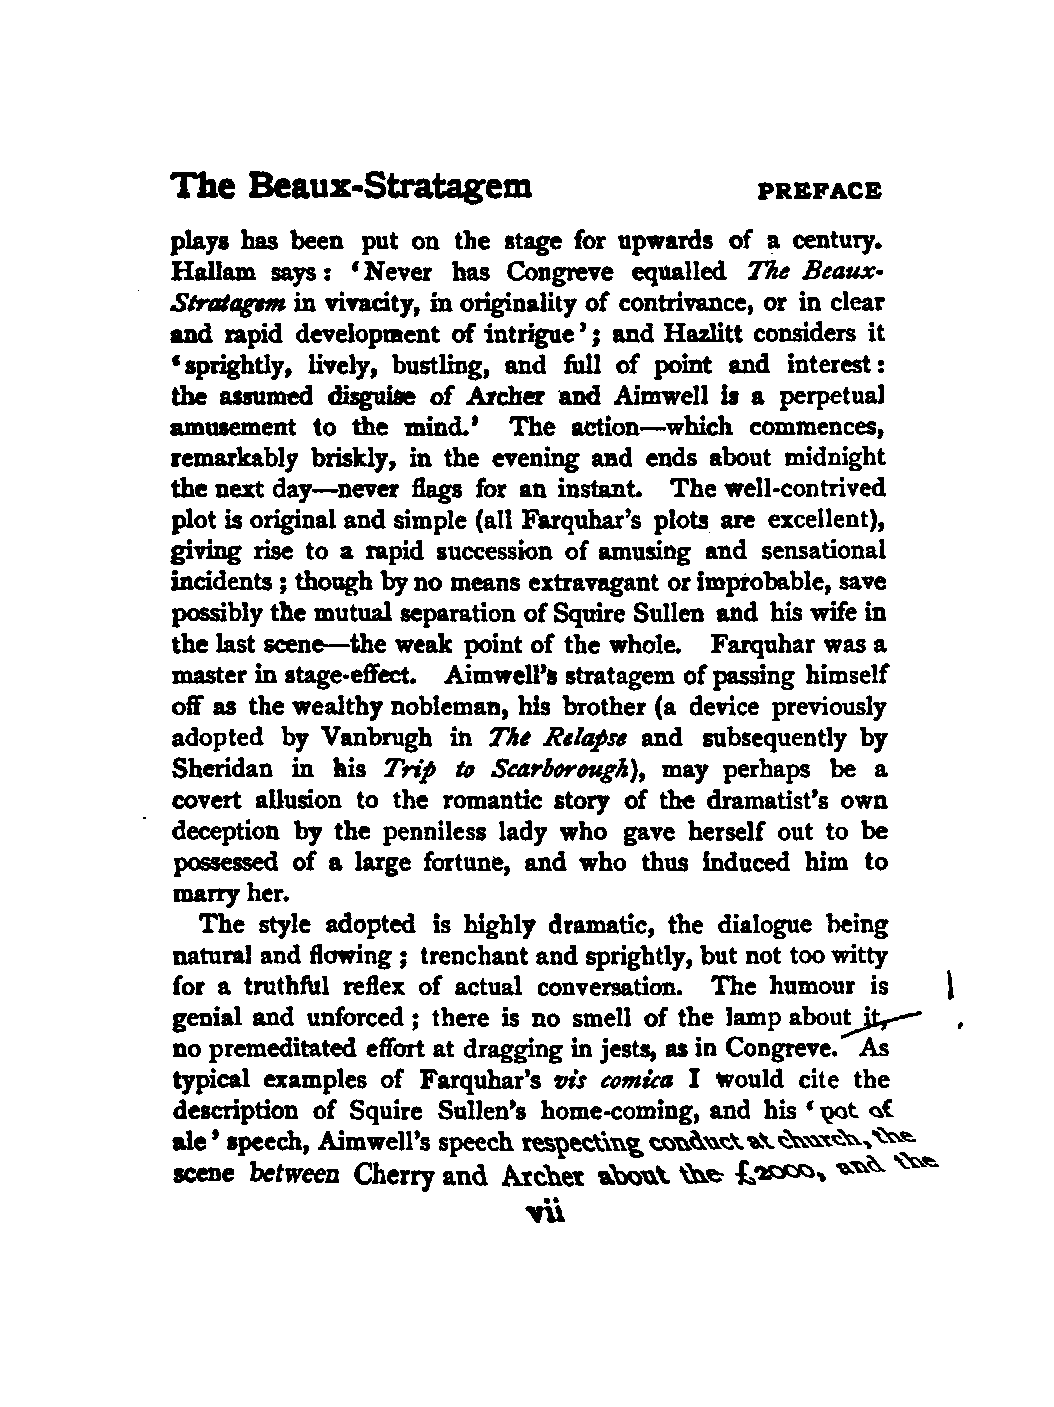 The Beaux-Stratagem PREFACE
plays has been put on the stage for upwards of a century.
Hallam says: ‘Never has Congreve equalled The Beaux-
Stratagem in vivacity, in originality of contrivance, or in clear
and rapid development of intrigue’; and Hazlitt considers it
‘sprightly, lively, bustling, and full of point and interest:
the assumed disguise of Archer and Aimwell is a perpetual
amusement to the mind.’ The action—which commences,
remarkably briskly, in the evening and ends about midnight
the next day—never flags for an instant. The well-contrived
plot is original and simple (all Farquhar’s plots are excellent),
giving rise to a rapid succession of amusing and sensational
incidents; though by no means extravagant or improbable, save
possibly the mutual separation of Squire Sullen and his wife in
the last scene—the weak point of the whole. Farquhar was a
master in stage-effect. Aimwell’s stratagem of passing himself
off as the wealthy nobleman, his brother (a device previously
adopted by Vanbrugh in The Relapse and subsequently by
Sheridan in his Trip to Scarborough), may perhaps be a
covert allusion to the romantic story of the dramatist’s own
deception by the penniless lady who gave herself out to be
possessed of a large fortune, and who thus induced him to
marry her.
The style adopted is highly dramatic, the dialogue being
natural and flowing; trenchant and sprightly, but not too witty
for a truthful reflex of actual conversation. The humour is
genial and unforced; there is no smell of the lamp about it,
no premeditated effort at dragging in jests, as in Congreve. As
typical examples of Farquhar’s vis comica I would cite the
description of Squire Sullen’s home-coming, and his ‘pot of
ale’ speech, Aimwell’s speech respecting conduct at church, the
scene between Cherry and Archer about the £2000, and the
vii